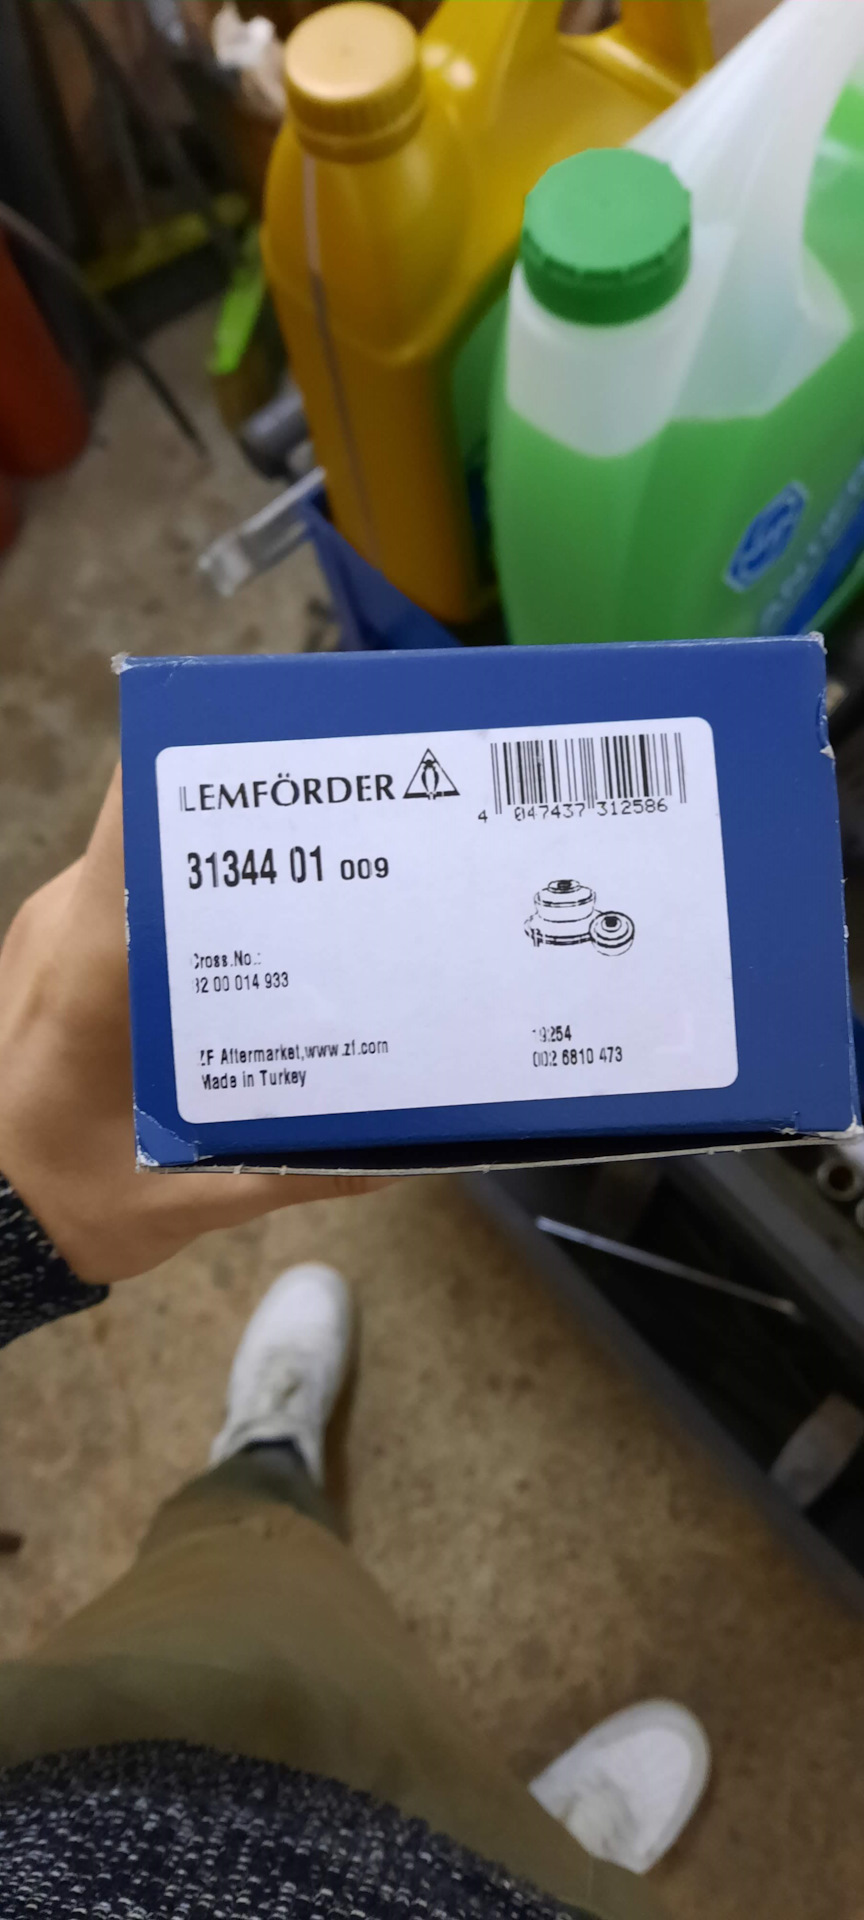 LEMFÖRDER
4 047437 312586
31344 01 009
Cross.No.:
82 00 014 933
ZF Aftermarket,www.zf.com
Made in Turkey
19254
0002 6810 473